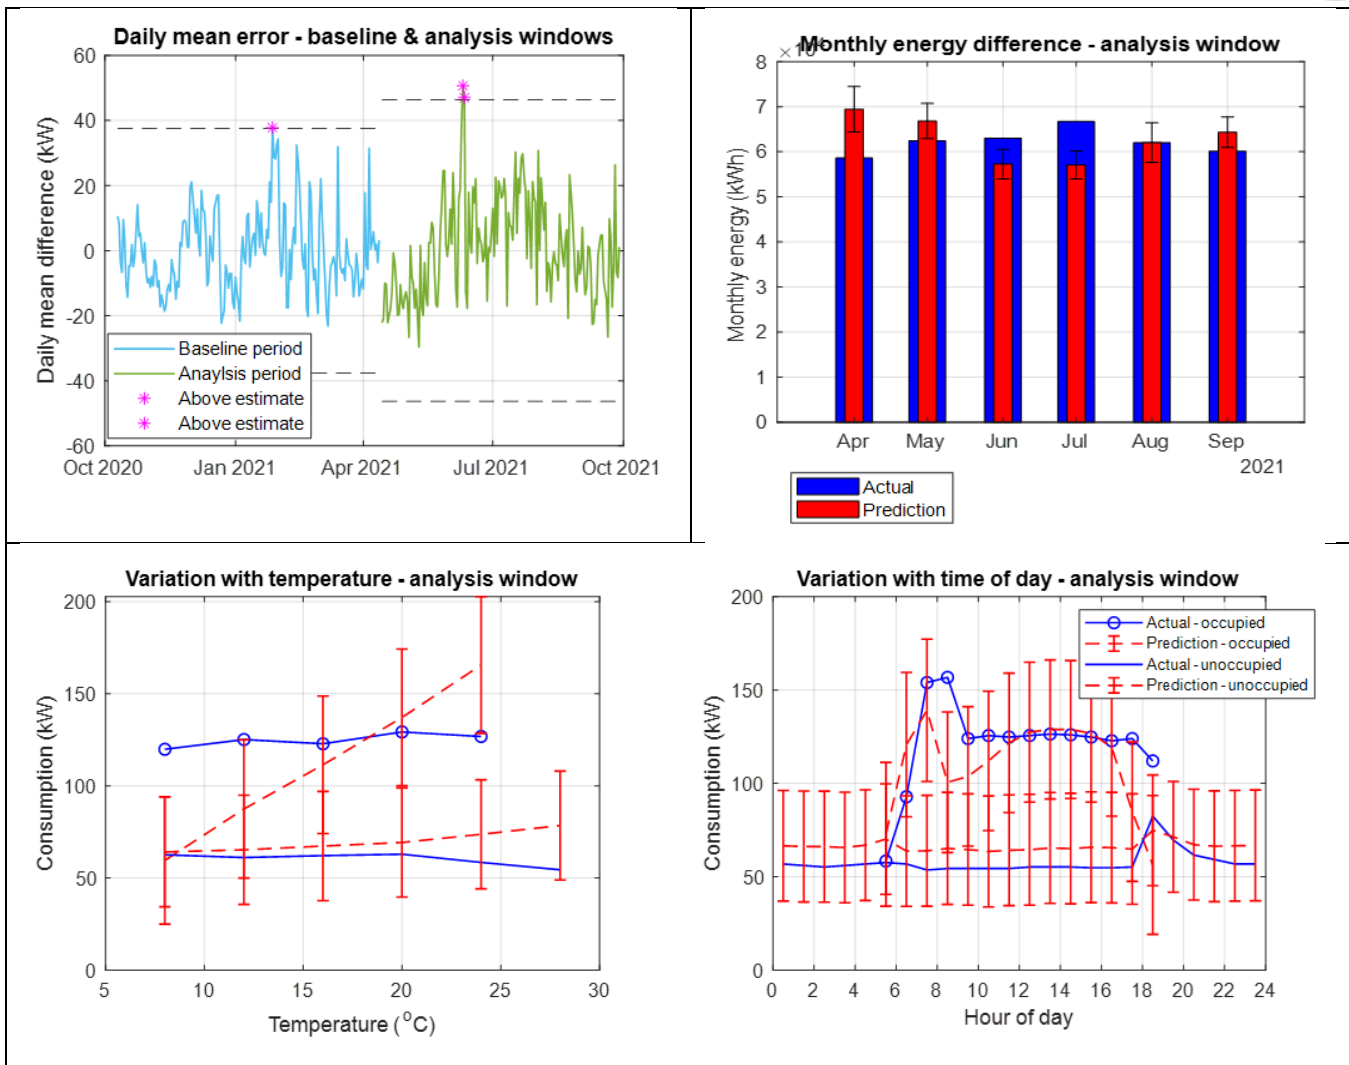 Daily mean error - baseline & analysis windows
60
40
20
0
-20
-40
-60
Daily mean difference (kW)
Baseline period
Anaylsis period
Above estimate
Above estimate
Oct 2020
Jan 2021
Apr 2021
Jul 2021
Oct 2021
Monthly energy difference - analysis window
×10⁴
8
7
6
5
4
3
2
1
0
Monthly energy (kWh)
Apr
May
Jun
Jul
Aug
Sep
2021
Actual
Prediction
Variation with temperature - analysis window
200
150
100
50
0
Consumption (kW)
5
10
15
20
25
30
Temperature (°C)
Variation with time of day - analysis window
200
150
100
50
0
Consumption (kW)
Actual - occupied
Prediction - occupied
Actual - unoccupied
Prediction - unoccupied
0 2 4 6 8 10 12 14 16 18 20 22 24
Hour of day